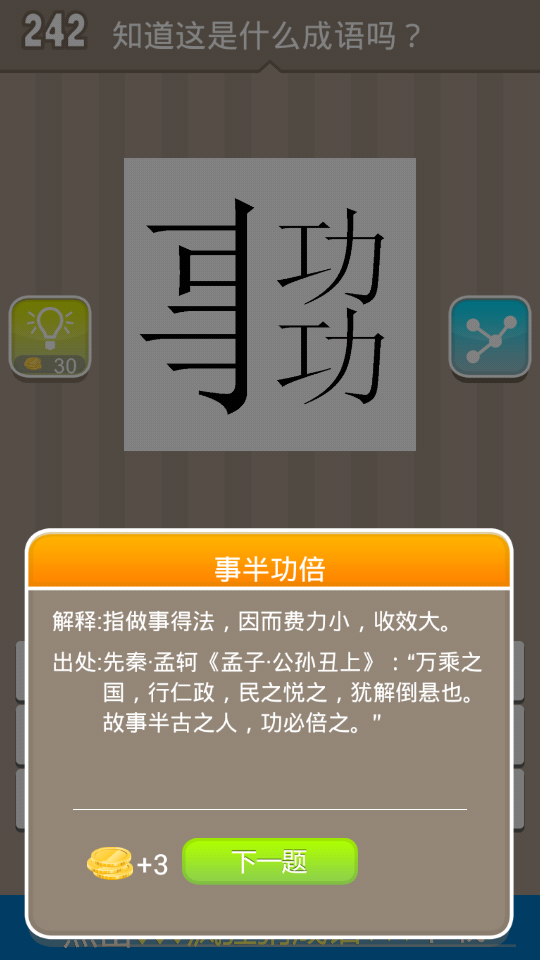 242 知道这是什么成语吗？
功
功
30
事半功倍
解释:指做事得法，因而费力小，收效大。
出处:先秦·孟轲《孟子·公孙丑上》：“万乘之
国，行仁政，民之悦之，犹解倒悬也。
故事半古之人，功必倍之。”
+3 下一题